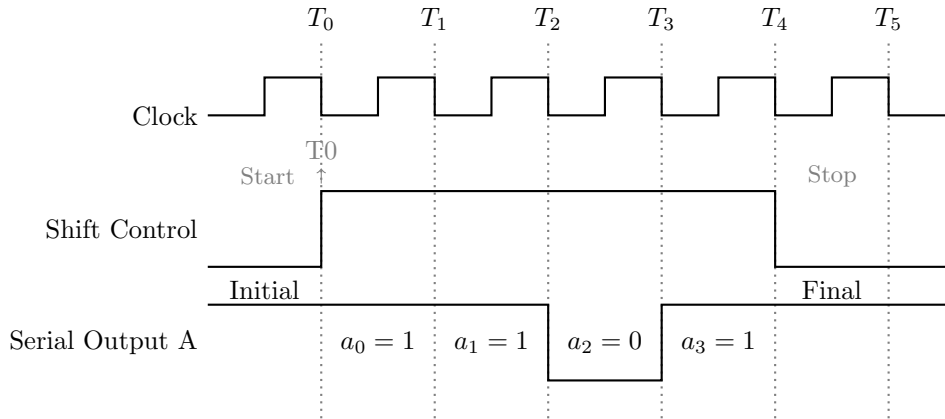 T₀ T₁ T₂ T₃ T₄ T₅
Clock
T0
Start ↑ Stop
Shift Control
Initial Final
Serial Output A a₀ = 1 a₁ = 1 a₂ = 0 a₃ = 1